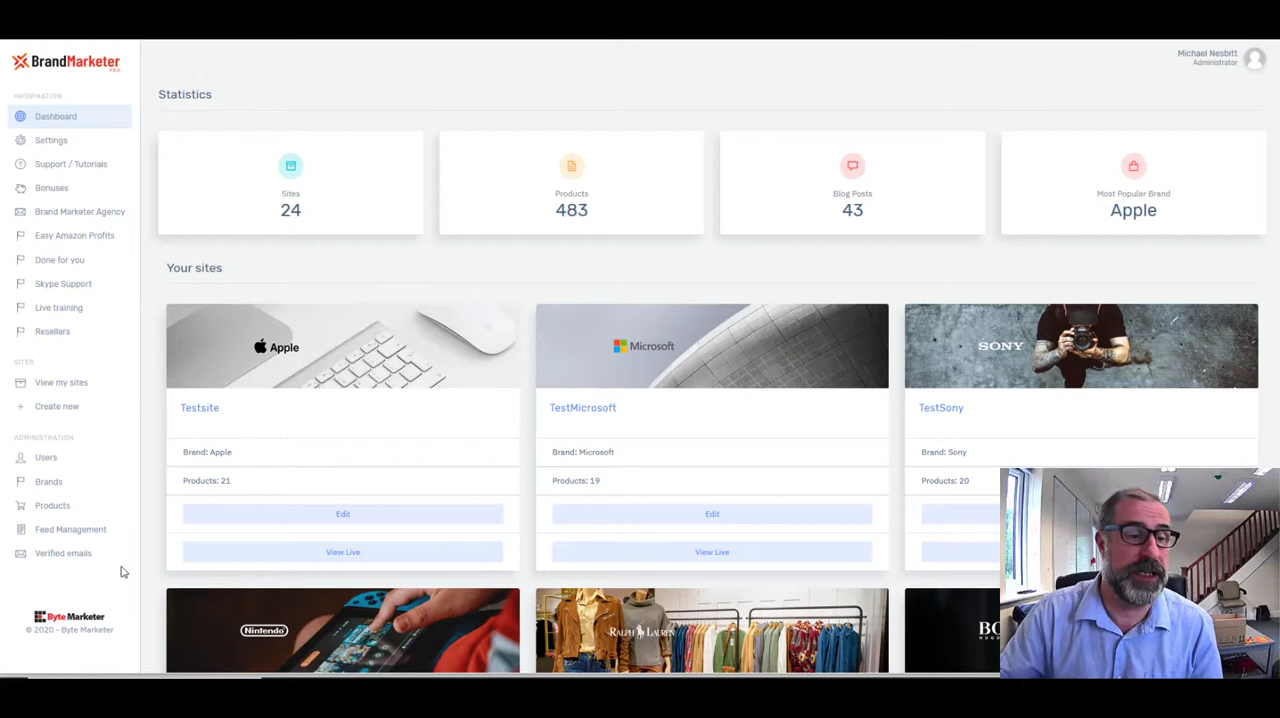 BrandMarketer
PRO
INFORMATION
Dashboard
Settings
Support / Tutorials
Bonuses
Brand Marketer Agency
Easy Amazon Profits
Done for you
Skype Support
Live training
Resellers
SITES
View my sites
Create new
ADMINISTRATION
Users
Brands
Products
Feed Management
Verified emails
Byte Marketer
© 2020 - Byte Marketer
Michael Nesbitt
Administrator
Statistics
Sites
24
Products
483
Blog Posts
43
Most Popular Brand
Apple
Your sites
Apple
Testsite
Brand: Apple
Products: 21
Edit
View Live
Microsoft
TestMicrosoft
Brand: Microsoft
Products: 19
Edit
View Live
SONY
TestSony
Brand: Sony
Products: 20
Nintendo
RALPH LAUREN